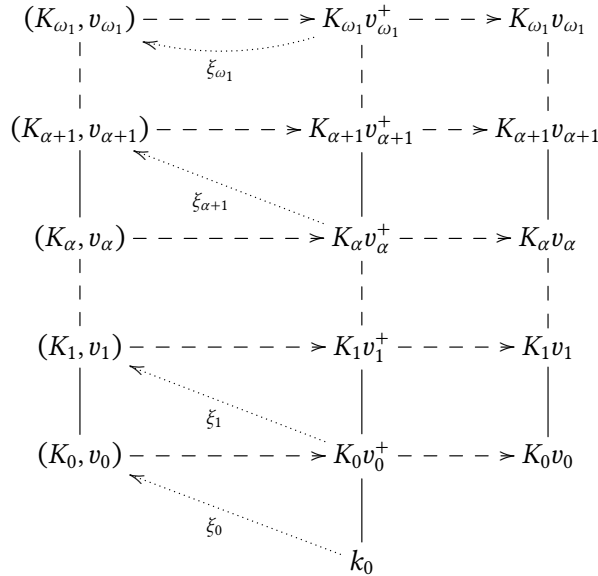 (K_{ω_1}, v_{ω_1}) K_{ω_1}v^+_{ω_1} K_{ω_1}v_{ω_1}
ξ_{ω_1}
(K_{α+1}, v_{α+1}) K_{α+1}v^+_{α+1} K_{α+1}v_{α+1}
ξ_{α+1}
(K_α, v_α) K_αv^+_α K_αv_α
(K_1, v_1) K_1v^+_1 K_1v_1
ξ_1
(K_0, v_0) K_0v^+_0 K_0v_0
ξ_0
k_0